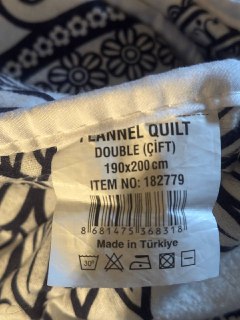 FLANNEL QUILT
DOUBLE (ÇİFT)
190x200cm
ITEM NO: 182779
8 681475 368318
Made in Türkiye
30°